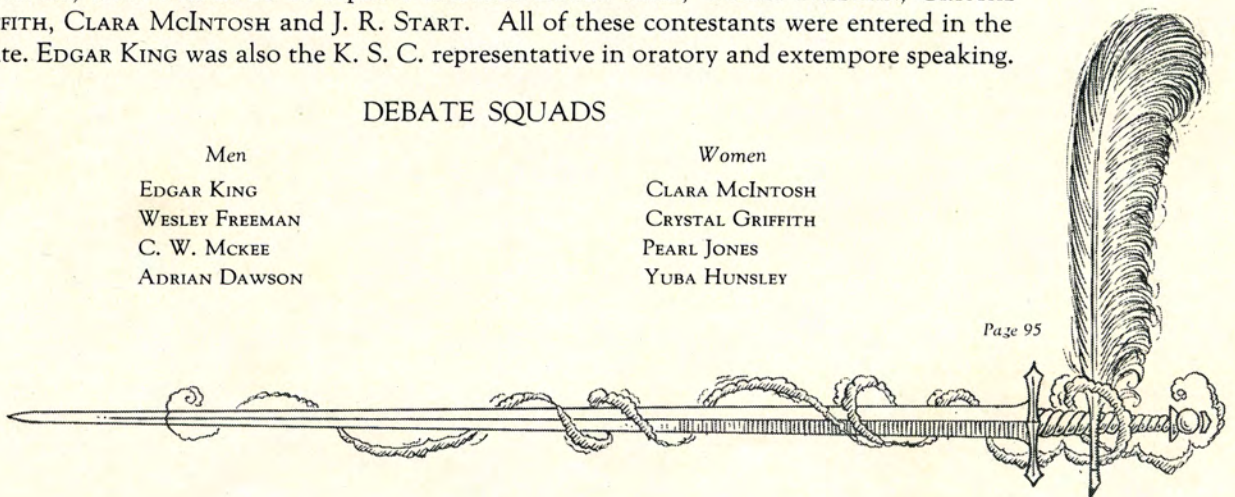 FITH, CLARA MCINTOSH and J. R. START. All of these contestants were entered in the
te. EDGAR KING was also the K. S. C. representative in oratory and extempore speaking.
DEBATE SQUADS
Men
EDGAR KING
WESLEY FREEMAN
C. W. MCKEE
ADRIAN DAWSON
Women
CLARA MCINTOSH
CRYSTAL GRIFFITH
PEARL JONES
YUBA HUNSLEY
Page 95